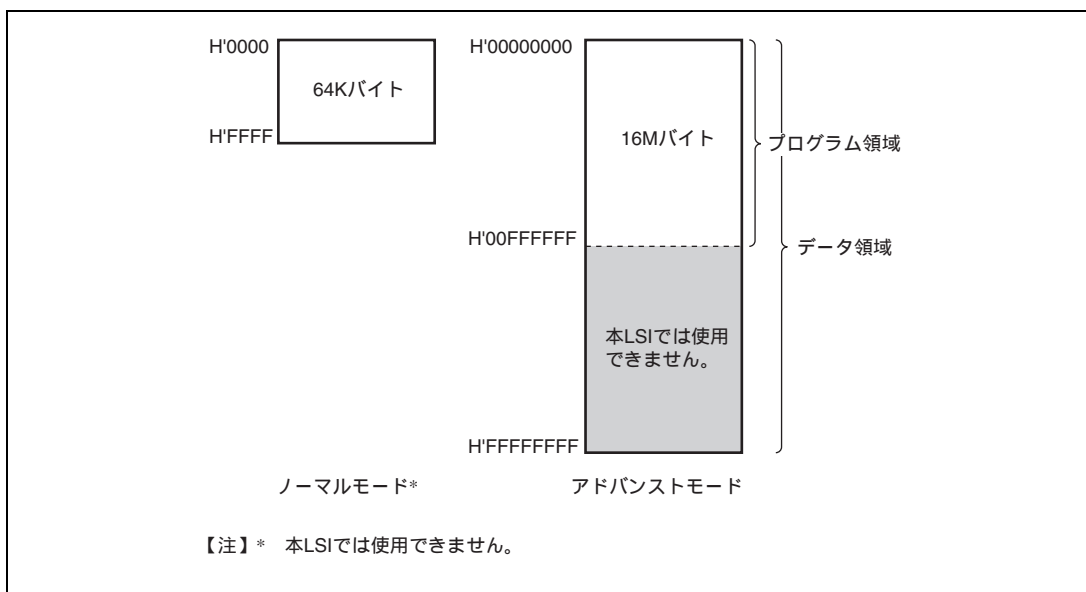 H'0000
64Kバイト
H'FFFF
H'00000000
16Mバイト
プログラム領域
H'00FFFFFF
データ領域
本LSIでは使用
できません。
H'FFFFFFFF
ノーマルモード*
アドバンストモード
【注】* 本LSIでは使用できません。